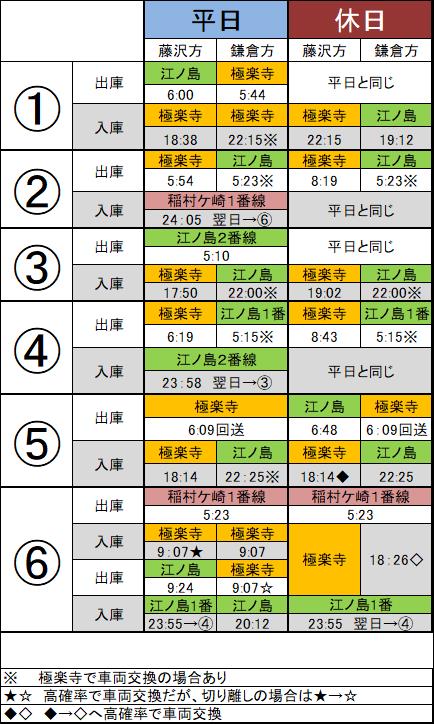 平日 休日
藤沢方 鎌倉方 藤沢方 鎌倉方
① 出庫 江ノ島 極楽寺 平日と同じ
6:00 5:44
入庫 極楽寺 極楽寺 極楽寺 江ノ島
18:38 22:15※ 22:15 19:12
② 出庫 極楽寺 江ノ島 極楽寺 江ノ島
5:54 5:23※ 8:19 5:23※
入庫 稲村ケ崎1番線 平日と同じ
24:05 翌日→⑥
③ 出庫 江ノ島2番線 平日と同じ
5:10
入庫 極楽寺 江ノ島 極楽寺 江ノ島
17:50 22:00※ 19:02 22:00※
④ 出庫 極楽寺 江ノ島1番 極楽寺 江ノ島1番
6:19 5:15※ 8:43 5:15※
入庫 江ノ島2番線 平日と同じ
23:58 翌日→③
⑤ 出庫 極楽寺 江ノ島 極楽寺
6:09回送 6:48 6:09回送
入庫 極楽寺 江ノ島 極楽寺 江ノ島
18:14 22:25※ 18:14◆ 22:25
⑥ 出庫 稲村ケ崎1番線 稲村ケ崎1番線
5:23 5:23
入庫 極楽寺 極楽寺 極楽寺 18:26◇
9:07★ 9:07
出庫 江ノ島 極楽寺
9:24 9:07☆
入庫 江ノ島1番 江ノ島 江ノ島1番
23:55→④ 20:12 23:55 翌日→④
※ 極楽寺で車両交換の場合あり
★☆ 高確率で車両交換だが、切り離しの場合は★→☆
◆◇ ◆→◇へ高確率で車両交換